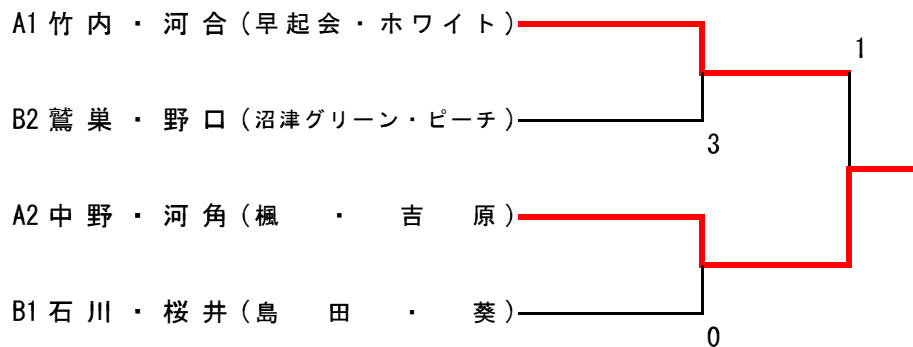 A1 竹内・河合(早起会・ホワイト)
1
B2 鷲巣・野口(沼津グリーン・ピーチ)
3
A2 中野・河角(楓・吉原)
B1 石川・桜井(島田・葵)
0